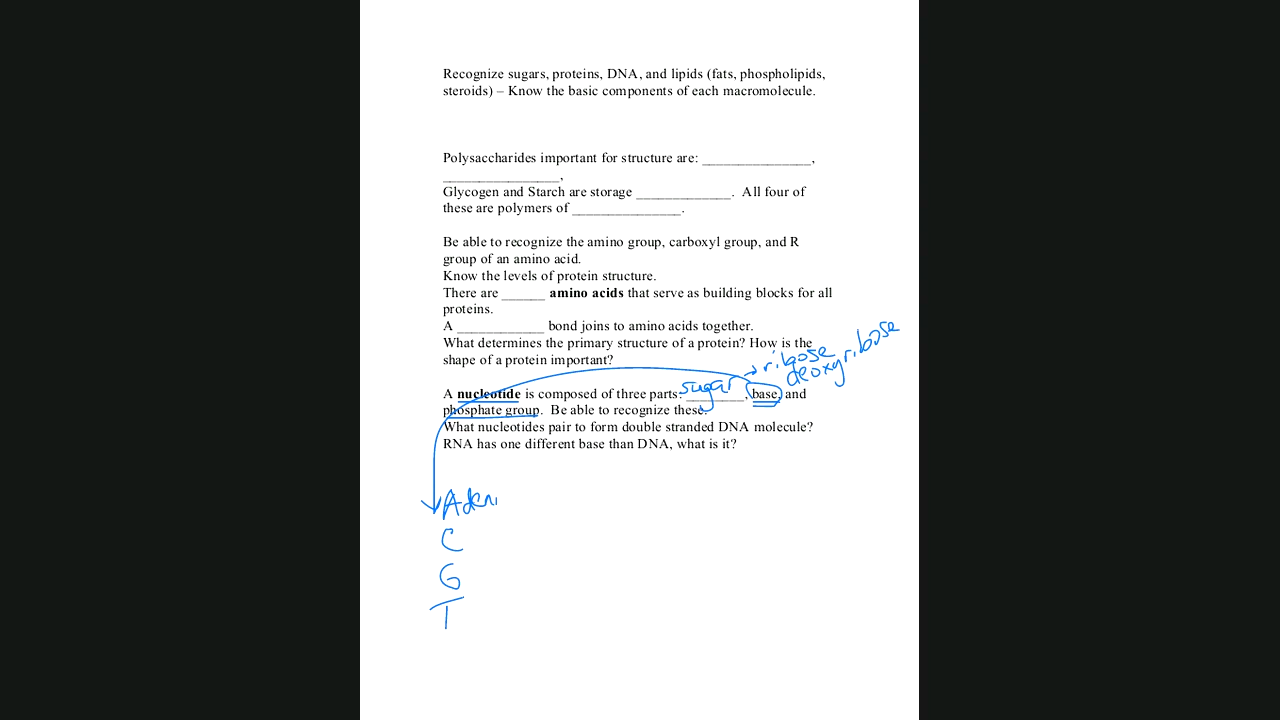 Recognize sugars, proteins, DNA, and lipids (fats, phospholipids,
steroids) – Know the basic components of each macromolecule.
Polysaccharides important for structure are: _______________,
________________,
Glycogen and Starch are storage _____________.  All four of
these are polymers of _______________.
Be able to recognize the amino group, carboxyl group, and R
group of an amino acid.
Know the levels of protein structure.
There are ______ amino acids that serve as building blocks for all
proteins.
A ____________ bond joins to amino acids together.
What determines the primary structure of a protein? How is the
shape of a protein important?
ribose
deoxyribose
sugar
A nucleotide is composed of three parts: ________, base, and
phosphate group.  Be able to recognize these.
What nucleotides pair to form double stranded DNA molecule?
RNA has one different base than DNA, what is it?
Adeni
C
G
T